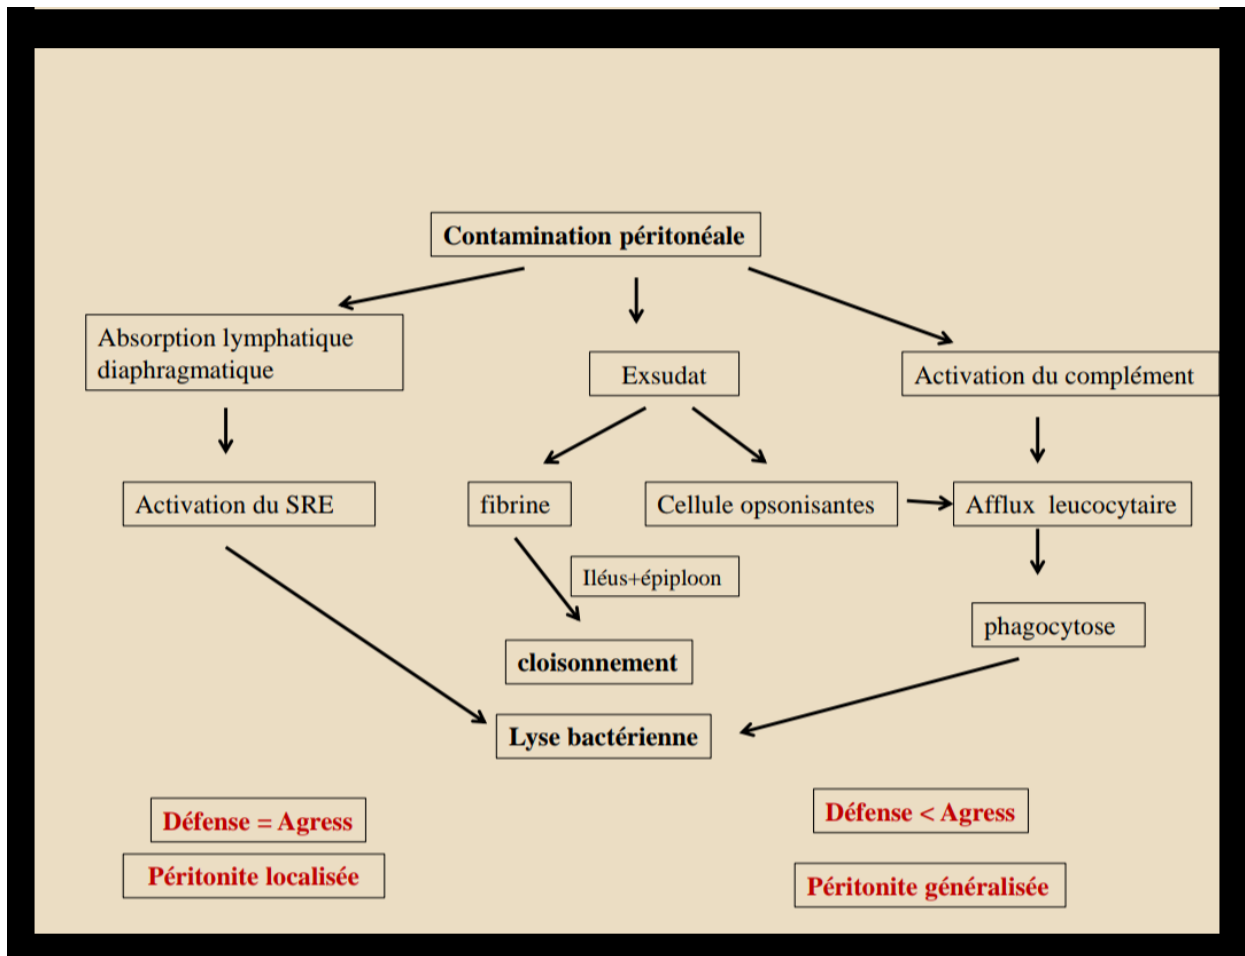 Contamination péritonéale
Absorption lymphatique
diaphragmatique
Exsudat
Activation du complément
Activation du SRE
fibrine
Cellule opsonisantes
Afflux leucocytaire
Iléus+épiploon
phagocytose
cloisonnement
Lyse bactérienne
Défense = Agress
Péritonite localisée
Défense < Agress
Péritonite généralisée